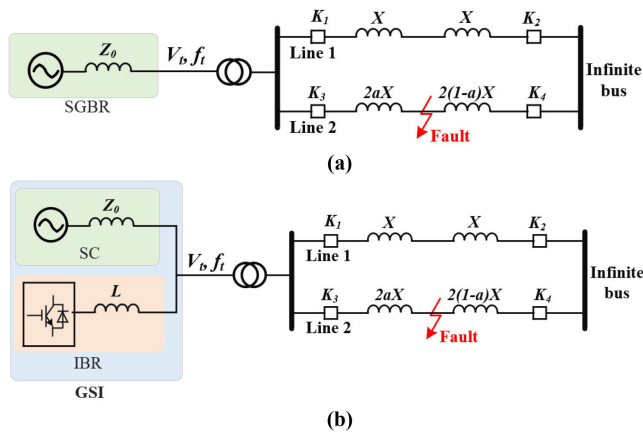 Z₀
Vₜ, fₜ
SGBR
K₁
X
X
K₂
Line 1
K₃
2aX
2(1-a)X
K₄
Line 2
Fault
Infinite
bus
(a)
Z₀
SC
Vₜ, fₜ
L
IBR
GSI
K₁
X
X
K₂
Line 1
K₃
2aX
2(1-a)X
K₄
Line 2
Fault
Infinite
bus
(b)